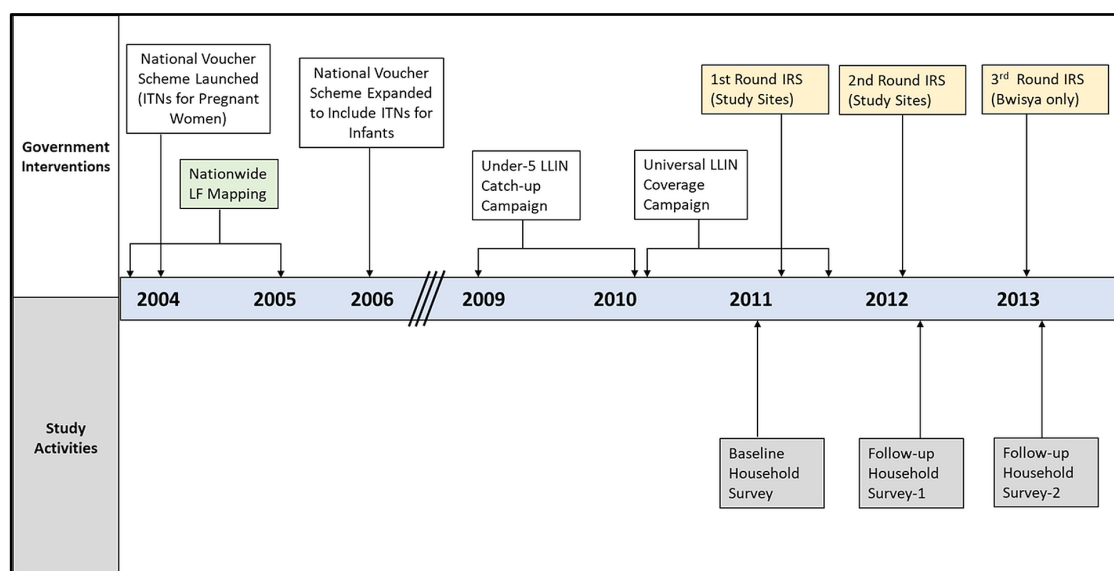 Government
Interventions
National Voucher
Scheme Launched
(ITNs for Pregnant
Women)
National Voucher
Scheme Expanded
to Include ITNs for
Infants
1st Round IRS
(Study Sites)
2nd Round IRS
(Study Sites)
3rd Round IRS
(Bwisya only)
Nationwide
LF Mapping
Under-5 LLIN
Catch-up
Campaign
Universal LLIN
Coverage
Campaign
2004 2005 2006 2009 2010 2011 2012 2013
Study
Activities
Baseline
Household
Survey
Follow-up
Household
Survey-1
Follow-up
Household
Survey-2